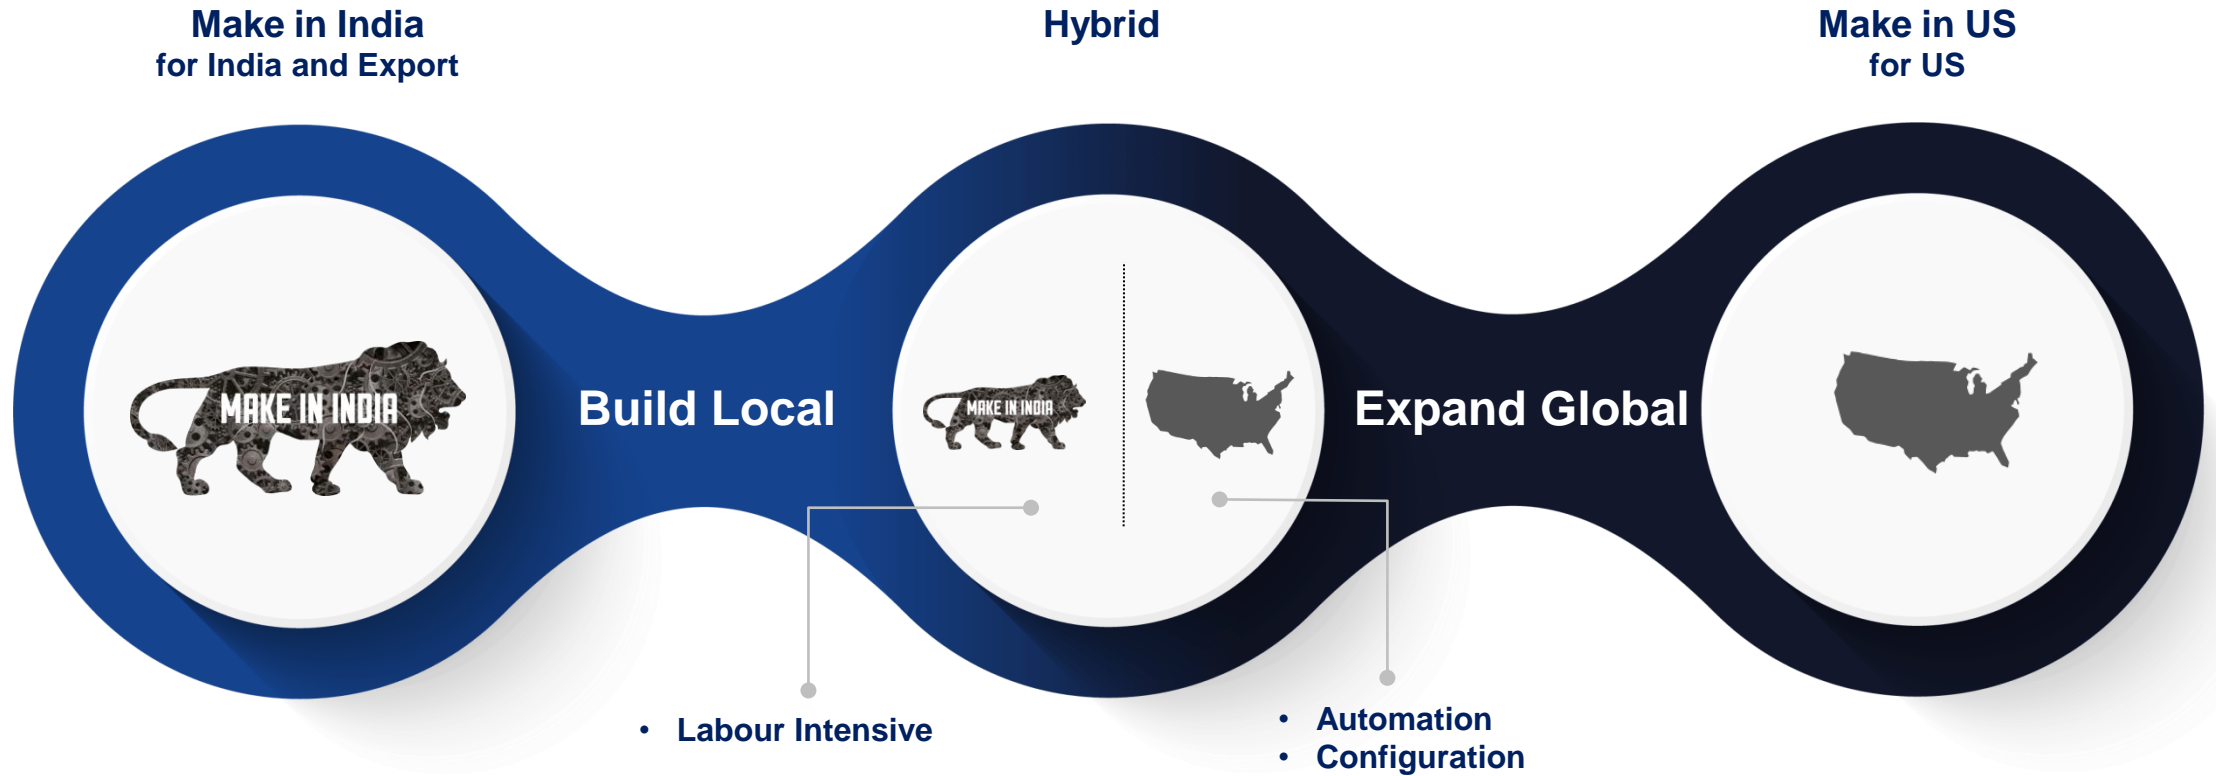 Make in India
for India and Export
Hybrid
Make in US
for US
MAKE IN INDIA
Build Local
MAKE IN INDIA
Expand Global
• Labour Intensive
• Automation
• Configuration